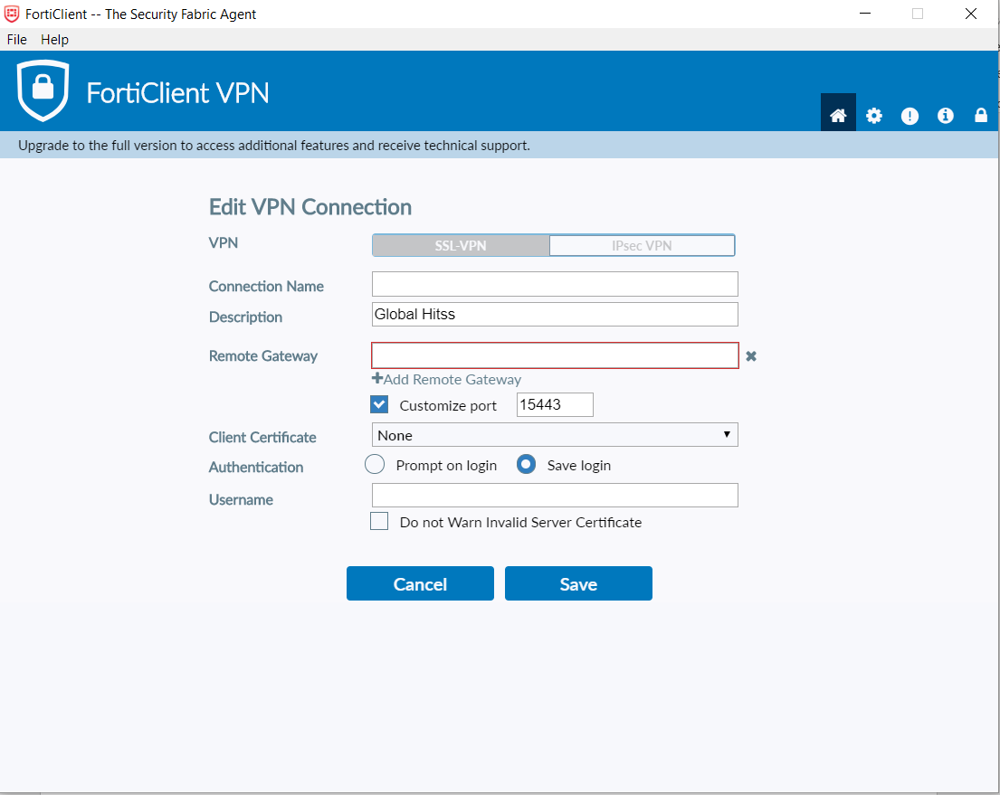 FortiClient -- The Security Fabric Agent
File Help
FortiClient VPN
Upgrade to the full version to access additional features and receive technical support.
Edit VPN Connection
VPN SSL-VPN IPsec VPN
Connection Name
Description Global Hitss
Remote Gateway
Add Remote Gateway
Customize port 15443
Client Certificate None
Authentication Prompt on login Save login
Username
Do not Warn Invalid Server Certificate
Cancel Save